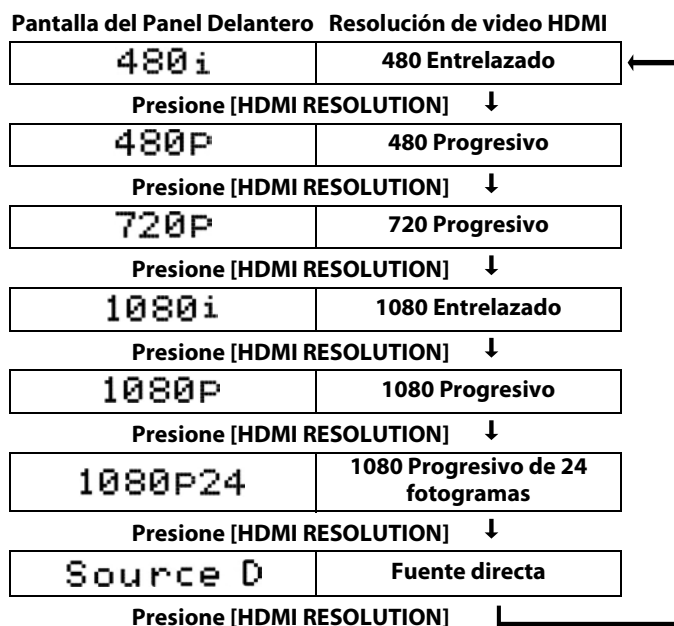 Pantalla del Panel Delantero Resolución de video HDMI
480i 480 Entrelazado
Presione [HDMI RESOLUTION]
480P 480 Progresivo
Presione [HDMI RESOLUTION]
720P 720 Progresivo
Presione [HDMI RESOLUTION]
1080i 1080 Entrelazado
Presione [HDMI RESOLUTION]
1080P 1080 Progresivo
Presione [HDMI RESOLUTION]
1080P24 1080 Progresivo de 24
fotogramas
Presione [HDMI RESOLUTION]
Source D Fuente directa
Presione [HDMI RESOLUTION]